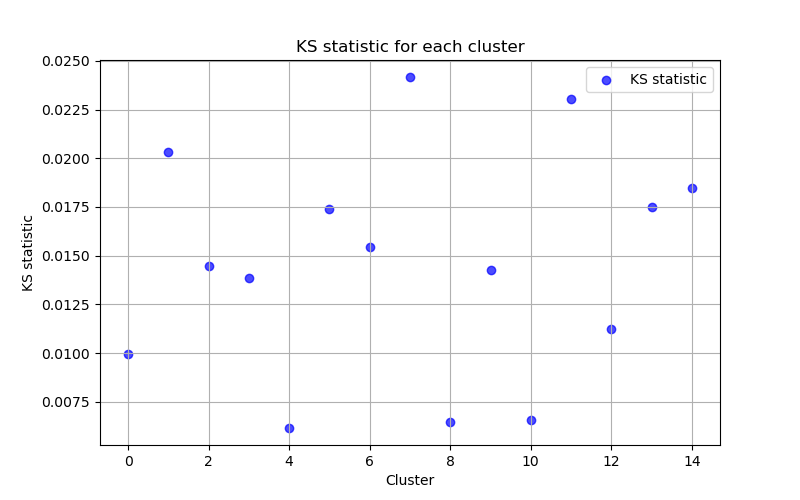 KS statistic for each cluster
KS statistic
0.0250
0.0225
0.0200
0.0175
0.0150
0.0125
0.0100
0.0075
KS statistic
0 2 4 6 8 10 12 14
Cluster